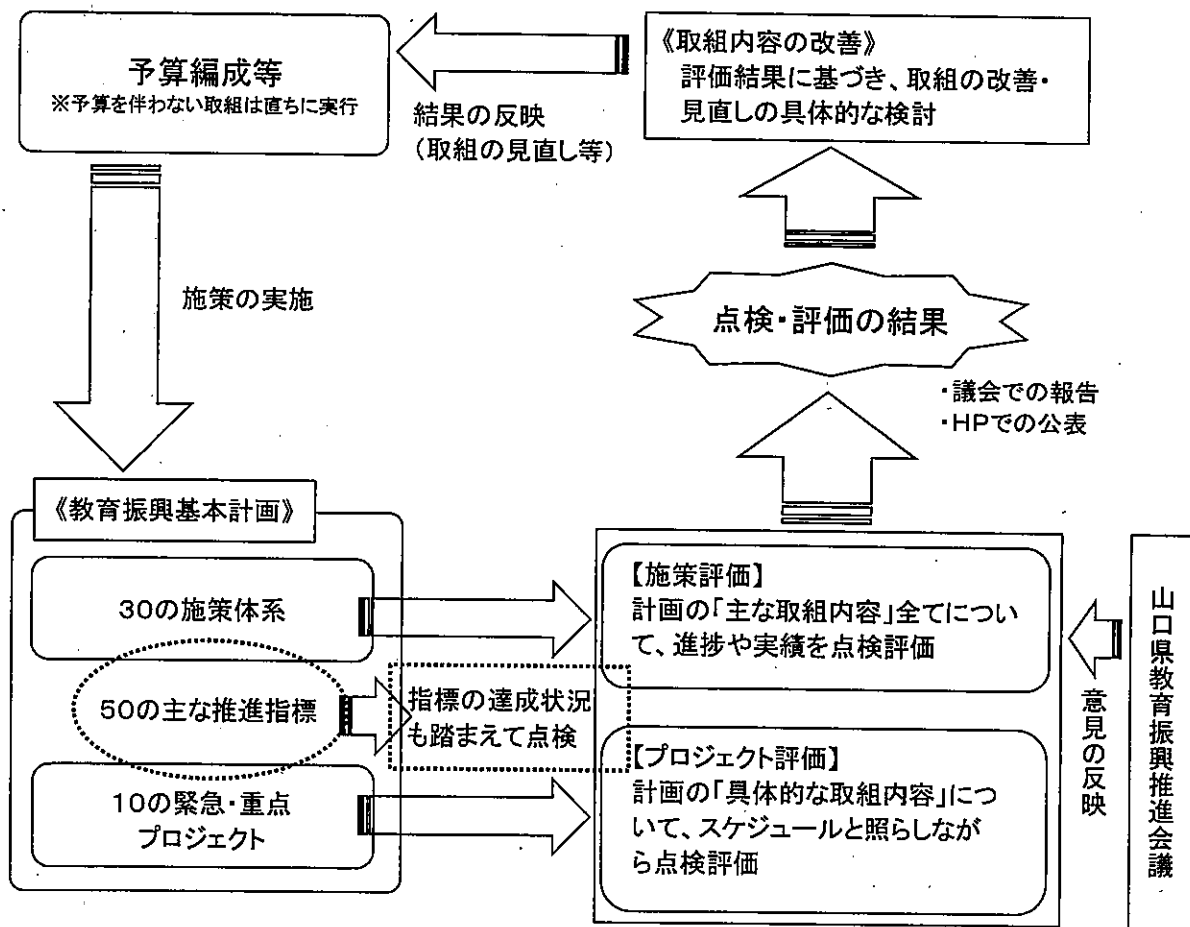 予算編成等
※予算を伴わない取組は直ちに実行
結果の反映
（取組の見直し等）
《取組内容の改善》
評価結果に基づき、取組の改善・
見直しの具体的な検討
施策の実施
点検・評価の結果
・議会での報告
・HPでの公表
《教育振興基本計画》
30の施策体系
50の主な推進指標
10の緊急・重点
プロジェクト
指標の達成状況
も踏まえて点検
【施策評価】
計画の「主な取組内容」全てについ
て、進捗や実績を点検評価
【プロジェクト評価】
計画の「具体的な取組内容」につ
いて、スケジュールと照らしなが
ら点検評価
意見の反映
山口県教育振興推進会議